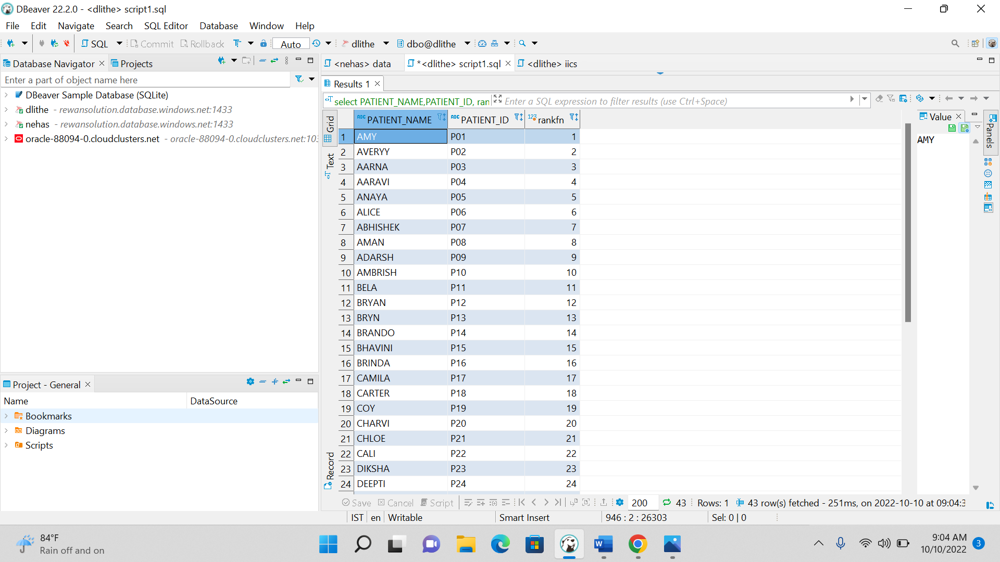 DBeaver 22.2.0 - <dlithe> script1.sql
File Edit Navigate Search SQL Editor Database Window Help
SQL Commit Rollback Auto dlithe dbo@dlithe
Database Navigator Projects
<nehas> data *<dlithe> script1.sql <dlithe> iics
Enter a part of object name here
DBeaver Sample Database (SQLite)
dlithe - rewansolution.database.windows.net:1433
nehas - rewansolution.database.windows.net:1433
oracle-88094-0.cloudclusters.net - oracle-88094-0.cloudclusters.net:103
Results 1
select PATIENT_NAME,PATIENT_ID, ran Enter a SQL expression to filter results (use Ctrl+Space)
Grid
Text
Record
PATIENT_NAME PATIENT_ID rankfn
1 AMY P01 1
2 AVERYY P02 2
3 AARNA P03 3
4 AARAVI P04 4
5 ANAYA P05 5
6 ALICE P06 6
7 ABHISHEK P07 7
8 AMAN P08 8
9 ADARSH P09 9
10 AMBRISH P10 10
11 BELA P11 11
12 BRYAN P12 12
13 BRYN P13 13
14 BRANDO P14 14
15 BHAVINI P15 15
16 BRINDA P16 16
17 CAMILA P17 17
18 CARTER P18 18
19 COY P19 19
20 CHARVI P20 20
21 CHLOE P21 21
22 CALI P22 22
23 DIKSHA P23 23
24 DEEPTI P24 24
Value
AMY
Panels
Project - General
Name DataSource
Bookmarks
Diagrams
Scripts
Save Cancel Script 200 43 Rows: 1 43 row(s) fetched - 251ms, on 2022-10-10 at 09:04:3
IST en Writable Smart Insert 946 : 2 : 26303 Sel: 0 | 0
84°F
Rain off and on
9:04 AM
10/10/2022
3